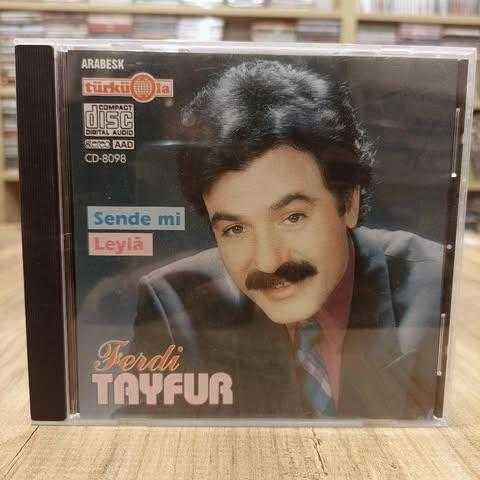 ARABESK
türküola
COMPACT
disc
DIGITAL AUDIO
AAD
CD-8098
Sende mi
Leylâ
Ferdi
TAYFUR